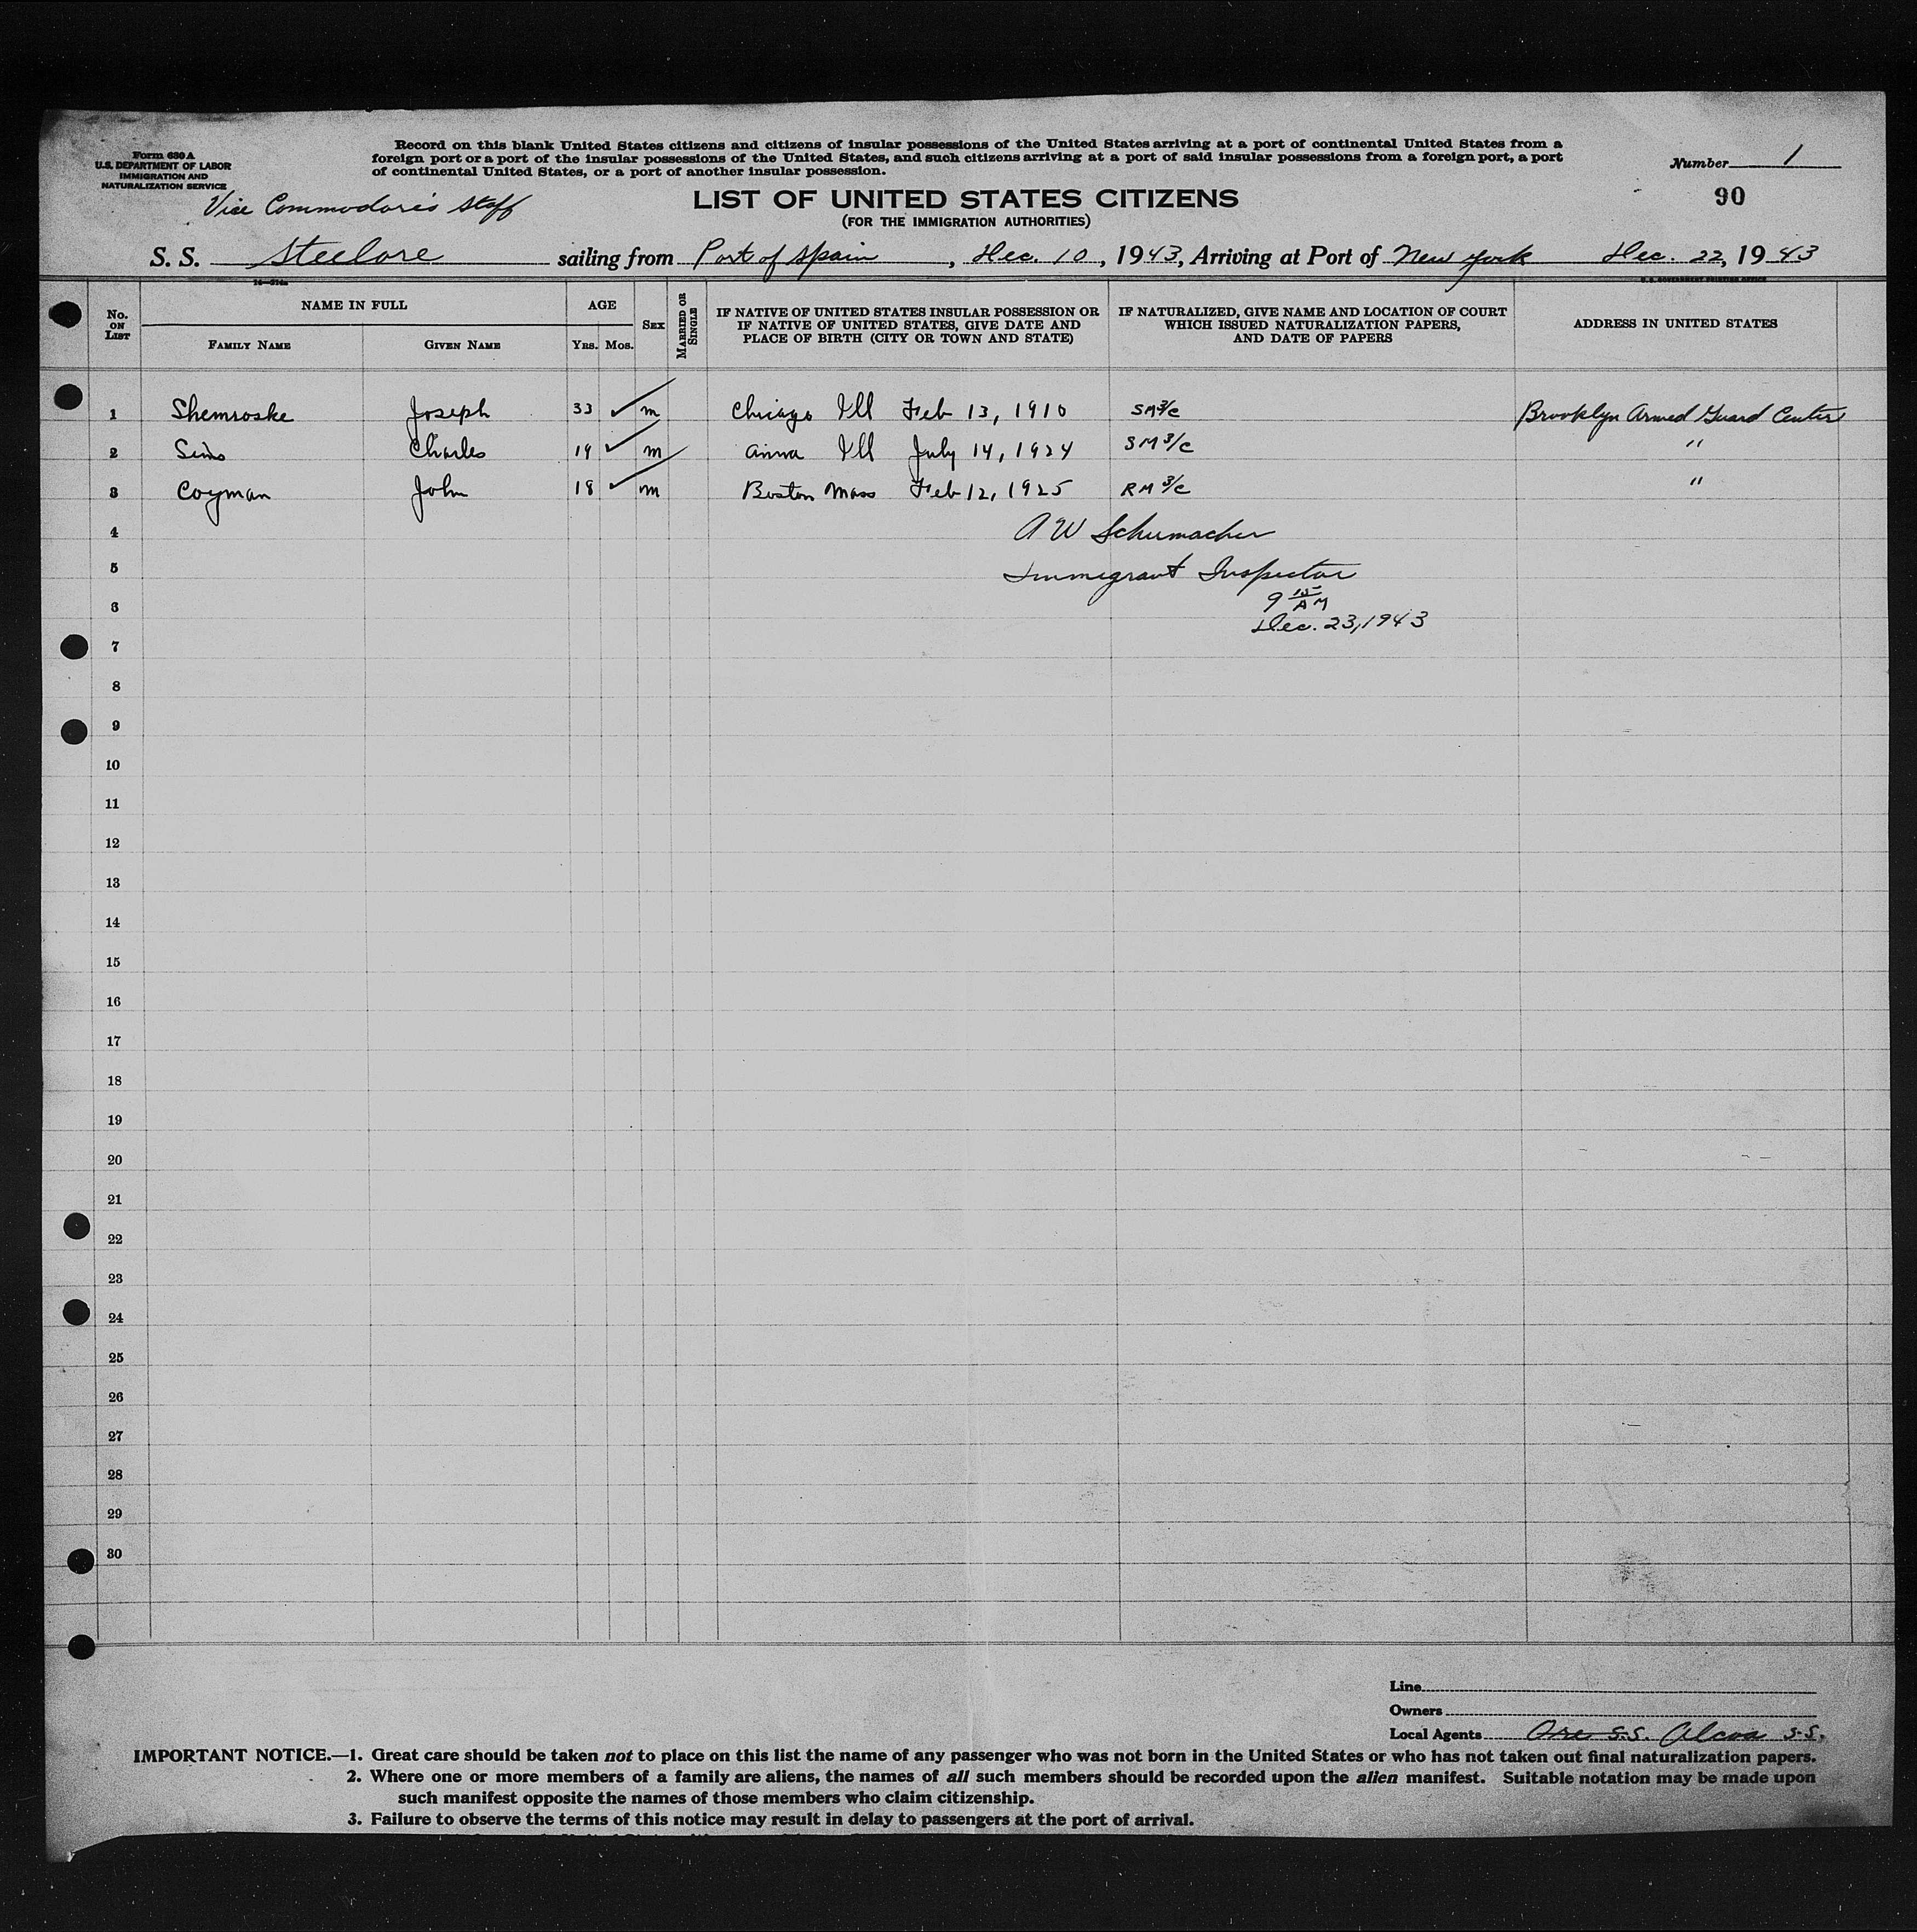 Form 630 A
U.S. DEPARTMENT OF LABOR
IMMIGRATION AND
NATURALIZATION SERVICE
Record on this blank United States citizens and citizens of insular possessions of the United States arriving at a port of continental United States from a
foreign port or a port of the insular possessions of the United States, and such citizens arriving at a port of said insular possessions from a foreign port, a port
of continental United States, or a port of another insular possession.
Number 1
90
Vice Commodore's Staff
LIST OF UNITED STATES CITIZENS
(FOR THE IMMIGRATION AUTHORITIES)
S. S. Steelore sailing from Port of Spain, Dec. 10, 1943, Arriving at Port of New York Dec. 22, 1943
U.S. GOVERNMENT PRINTING OFFICE
No. ON LIST
NAME IN FULL
FAMILY NAME
GIVEN NAME
AGE
YRS. MOS.
SEX
MARRIED OR SINGLE
IF NATIVE OF UNITED STATES INSULAR POSSESSION OR
IF NATIVE OF UNITED STATES, GIVE DATE AND
PLACE OF BIRTH (CITY OR TOWN AND STATE)
IF NATURALIZED, GIVE NAME AND LOCATION OF COURT
WHICH ISSUED NATURALIZATION PAPERS,
AND DATE OF PAPERS
ADDRESS IN UNITED STATES
1 Shemroske Joseph 33 ✓ m Chicago Ill Feb 13, 1910 SM 3/c Brooklyn Armed Guard Center
2 Sims Charles 19 ✓ m Anna Ill July 14, 1924 SM 3/c "
3 Coyman John 18 ✓ m Boston Mass Feb 12, 1925 RM 3/c "
4 A W Schumacher
5 Immigrant Inspector
6 9 15 AM
Dec. 23, 1943
7
8
9
10
11
12
13
14
15
16
17
18
19
20
21
22
23
24
25
26
27
28
29
30
Line
Owners
Local Agents Ore S.S. Alcoa S.S.
IMPORTANT NOTICE.—1. Great care should be taken not to place on this list the name of any passenger who was not born in the United States or who has not taken out final naturalization papers.
2. Where one or more members of a family are aliens, the names of all such members should be recorded upon the alien manifest. Suitable notation may be made upon
such manifest opposite the names of those members who claim citizenship.
3. Failure to observe the terms of this notice may result in delay to passengers at the port of arrival.